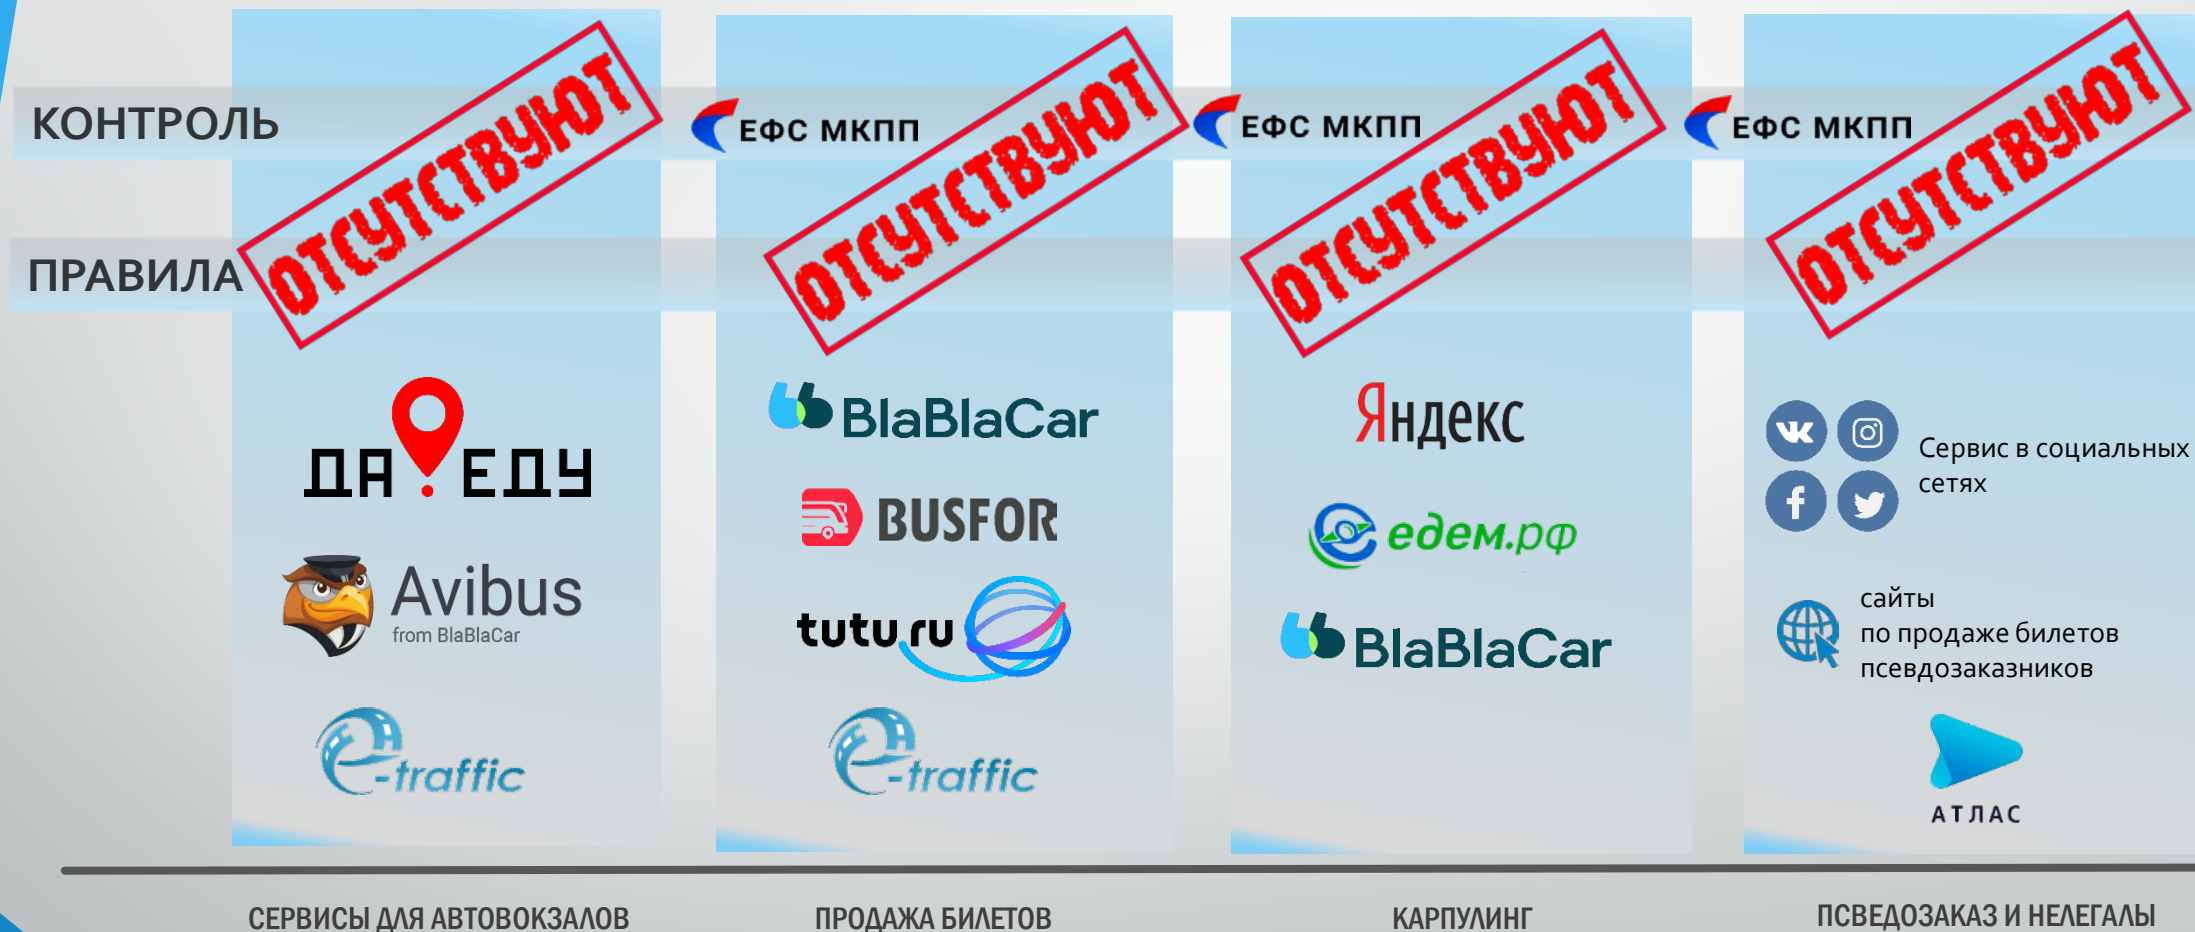 КОНТРОЛЬ
ОТСУТСТВУЮТ
ЕФС МКПП
ОТСУТСТВУЮТ
ЕФС МКПП
ОТСУТСТВУЮТ
ЕФС МКПП
ОТСУТСТВУЮТ
ПРАВИЛА
ДА ЕДУ
Avibus
from BlaBlaCar
e-traffic
BlaBlaCar
BUSFOR
tutu.ru
e-traffic
Яндекс
едем.рф
BlaBlaCar
Сервис в социальных
сетях
сайты
по продаже билетов
псевдозаказников
АТЛАС
СЕРВИСЫ ДЛЯ АВТОВОКЗАЛОВ
ПРОДАЖА БИЛЕТОВ
КАРПУЛИНГ
ПСВЕДОЗАКАЗ И НЕЛЕГАЛЫ